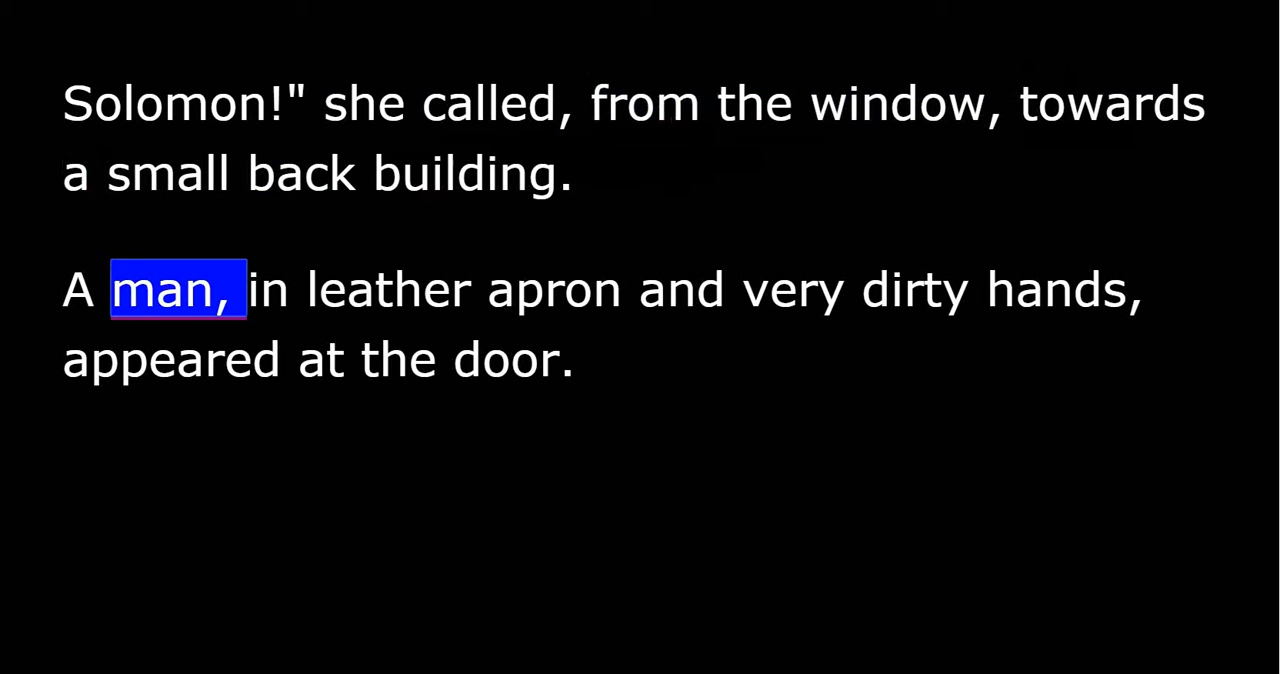 Solomon!" she called, from the window, towards
a small back building.
A man, in leather apron and very dirty hands,
appeared at the door.